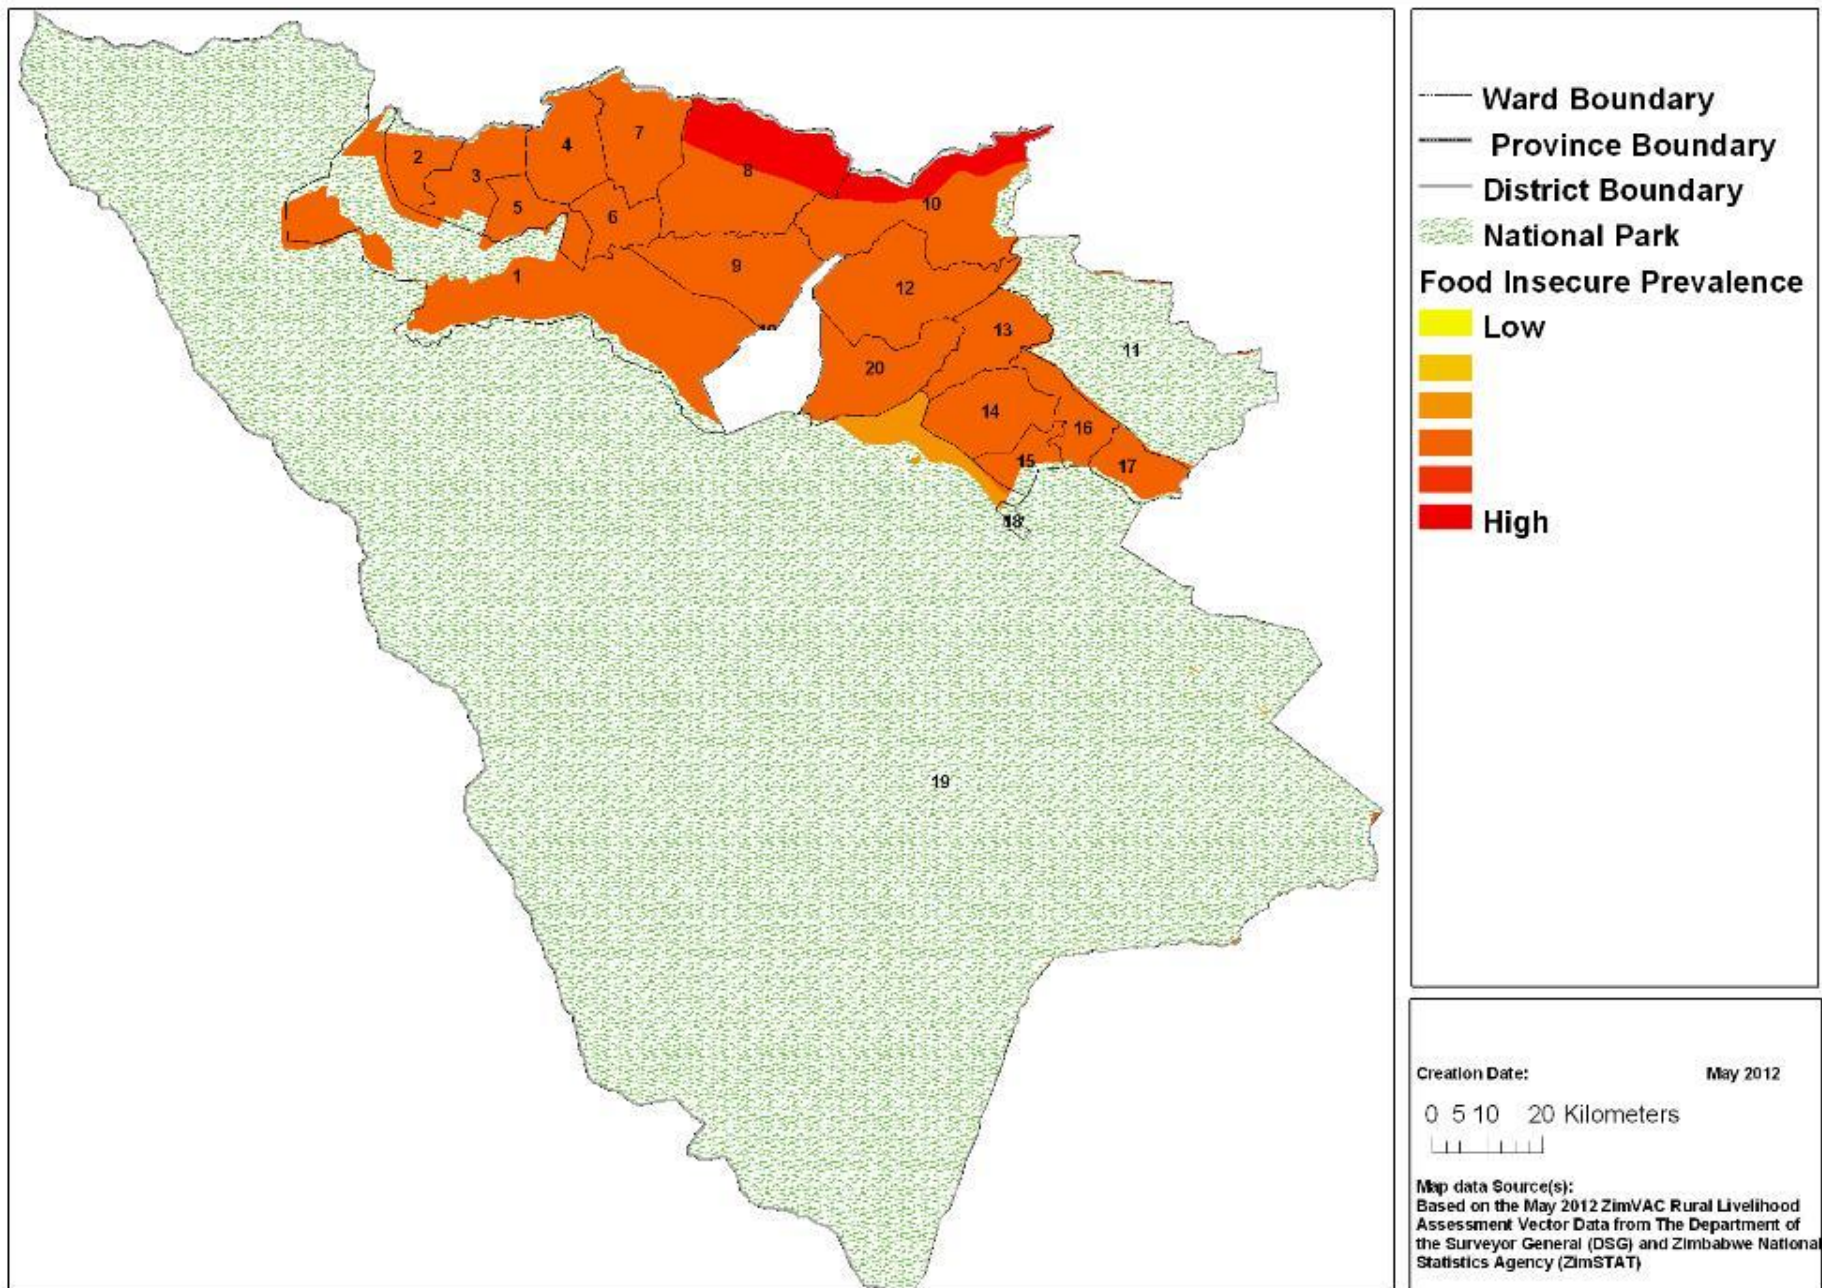 2
3
4
7
8
5
6
10
1
9
12
13
11
20
14
16
15
17
18
19
Ward Boundary
Province Boundary
District Boundary
National Park
Food Insecure Prevalence
Low
High
Creation Date: May 2012
0 5 10 20 Kilometers
Map data Source(s):
Based on the May 2012 ZimVAC Rural Livelihood
Assessment Vector Data from The Department of
the Surveyor General (DSG) and Zimbabwe National
Statistics Agency (ZimSTAT)